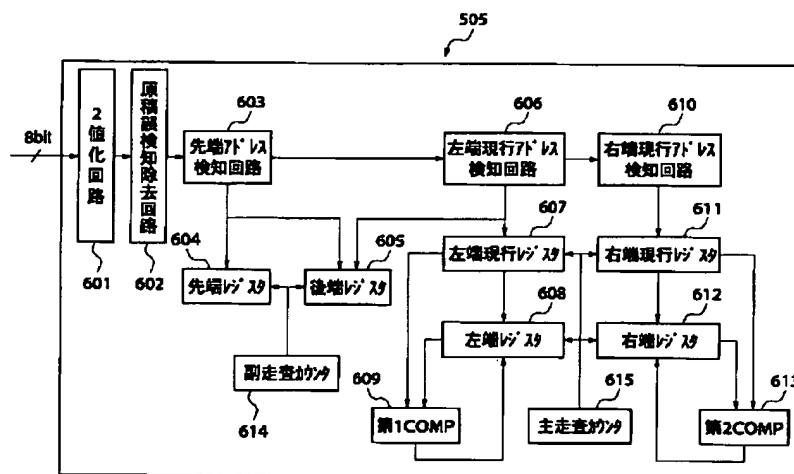 505
8bit
2値化回路
601
原稿誤検知除去回路
602
603
先端アドレス
検知回路
606
左端現行アドレス
検知回路
610
右端現行アドレス
検知回路
604
先端レジスタ
605
後端レジスタ
607
左端現行レジスタ
611
右端現行レジスタ
608
左端レジスタ
612
右端レジスタ
副走査カウンタ
614
609
第1COMP
615
主走査カウンタ
613
第2COMP